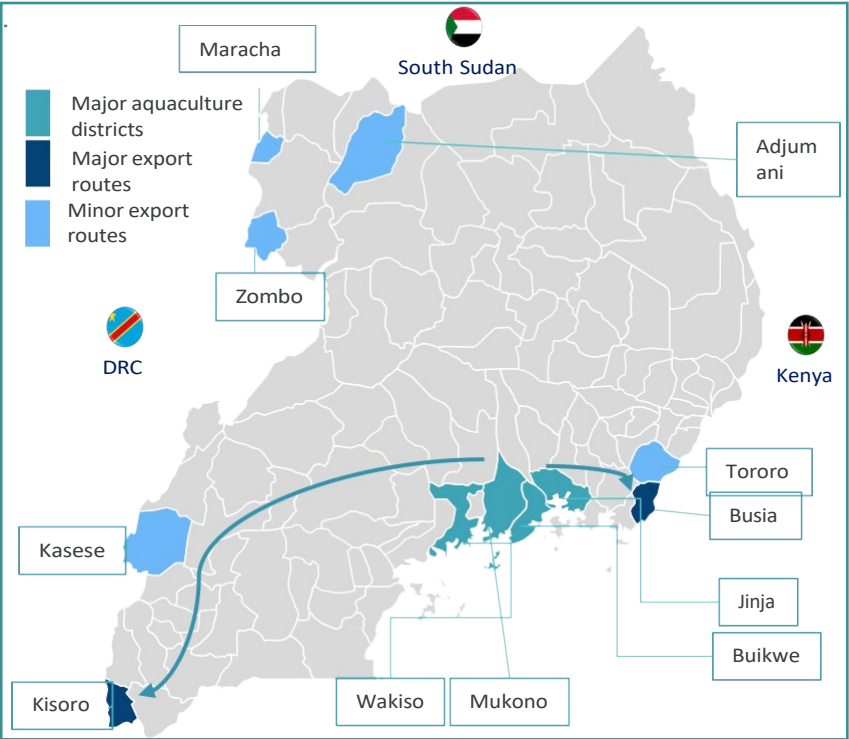 Maracha
South Sudan
Major aquaculture
districts
Major export
routes
Minor export
routes
Adjum
ani
Zombo
DRC
Kenya
Tororo
Busia
Kasese
Jinja
Buikwe
Kisoro
Wakiso
Mukono